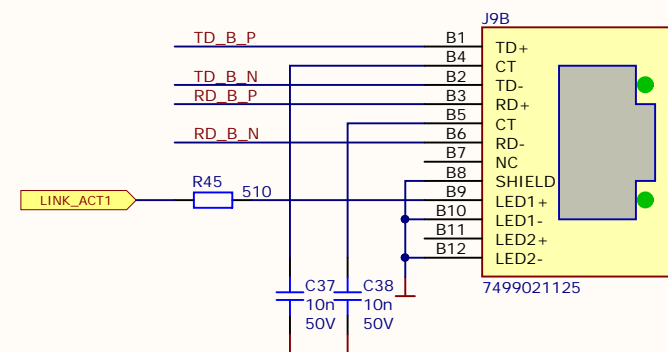 J9B
TD_B_P B1 TD+
B4 CT
TD_B_N B2 TD-
RD_B_P B3 RD+
B5 CT
RD_B_N B6 RD-
B7 NC
B8 SHIELD
LINK_ACT1 R45 510 B9 LED1+
B10 LED1-
B11 LED2+
B12 LED2-
7499021125
C37 C38
10n 10n
50V 50V